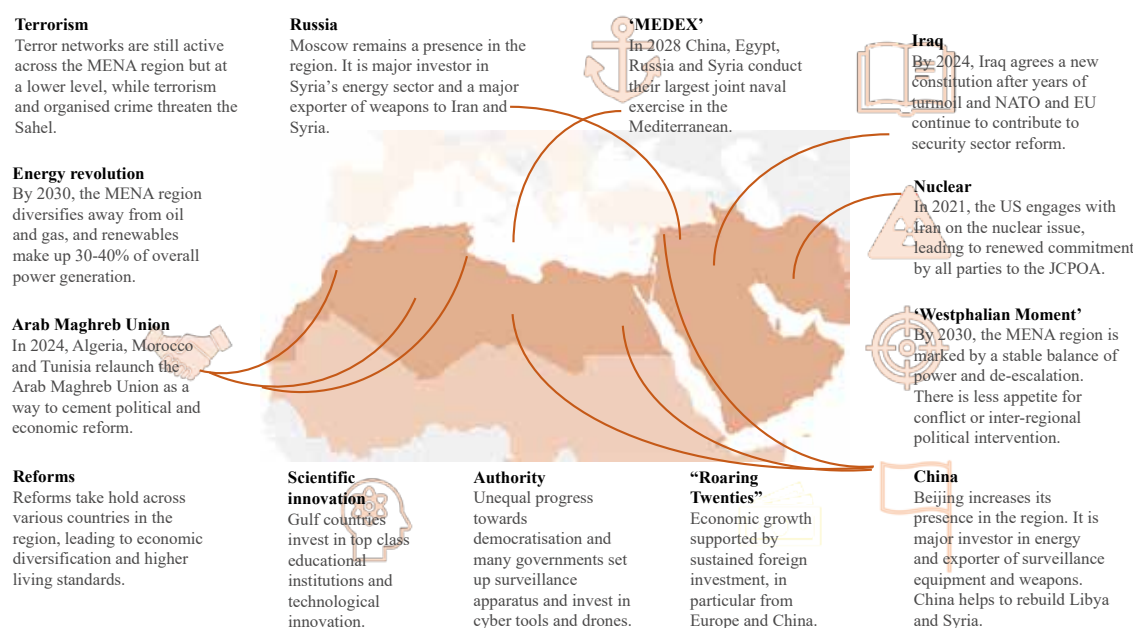 Terrorism
Terror networks are still active
across the MENA region but at
a lower level, while terrorism
and organised crime threaten the
Sahel.
Russia
Moscow remains a presence in the
region. It is major investor in
Syria's energy sector and a major
exporter of weapons to Iran and
Syria.
'MEDEX'
In 2028 China, Egypt,
Russia and Syria conduct
their largest joint naval
exercise in the
Mediterranean.
Iraq
By 2024, Iraq agrees a new
constitution after years of
turmoil and NATO and EU
continue to contribute to
security sector reform.
Energy revolution
By 2030, the MENA region
diversifies away from oil
and gas, and renewables
make up 30-40% of overall
power generation.
Nuclear
In 2021, the US engages with
Iran on the nuclear issue,
leading to renewed commitment
by all parties to the JCPOA.
Arab Maghreb Union
In 2024, Algeria, Morocco
and Tunisia relaunch the
Arab Maghreb Union as a
way to cement political and
economic reform.
'Westphalian Moment'
By 2030, the MENA region is
marked by a stable balance of
power and de-escalation.
There is less appetite for
conflict or inter-regional
political intervention.
Reforms
Reforms take hold across
various countries in the
region, leading to economic
diversification and higher
living standards.
Scientific
innovation
Gulf countries
invest in top class
educational
institutions and
technological
innovation.
Authority
Unequal progress
towards
democratisation and
many governments set
up surveillance
apparatus and invest in
cyber tools and drones.
"Roaring
Twenties"
Economic growth
supported by
sustained foreign
investment, in
particular from
Europe and China.
China
Beijing increases its
presence in the region. It is
major investor in energy
and exporter of surveillance
equipment and weapons.
China helps to rebuild Libya
and Syria.